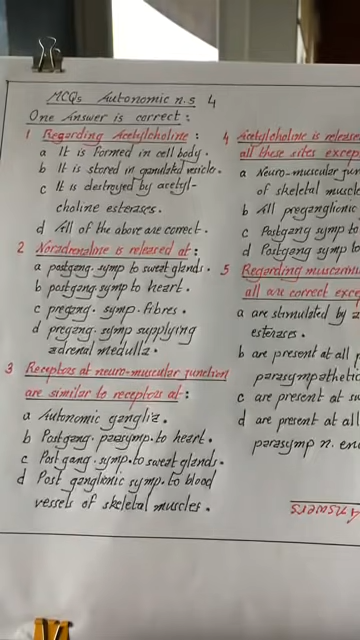 MCQs Autonomic n.s 4
One Answer is correct:
1 Regarding Acetylcholine:
a It is formed in cell body.
b It is stored in granulated vesicle.
c It is destroyed by acetyl-
choline esterases.
d All of the above are correct.
2 Noradrenaline is released at:
a postgang. symp to sweat glands.
b postgang. symp to heart.
c pregang. symp. fibres.
d pregang. symp supplying
adrenal medulla.
3 Receptors at neuro-muscular junction
are similar to receptors at:
a Autonomic ganglia.
b Postgang. parasymp. to heart.
c Postgang. symp. to sweat glands.
d Post ganglionic symp. to blood
vessels of skeletal muscles.
4 Acetylcholine is release
all these sites excep
a Neuro-muscular jun
of skeletal muscle
b All preganglionic
c Postgang symp to
d Postgang symp to
5 Regarding muscarini
all are correct exce
a are stimulated by
esterases.
b are present at all p
parasympathetic
c are present at sw
d are present at all
parasymp n. en
Answers